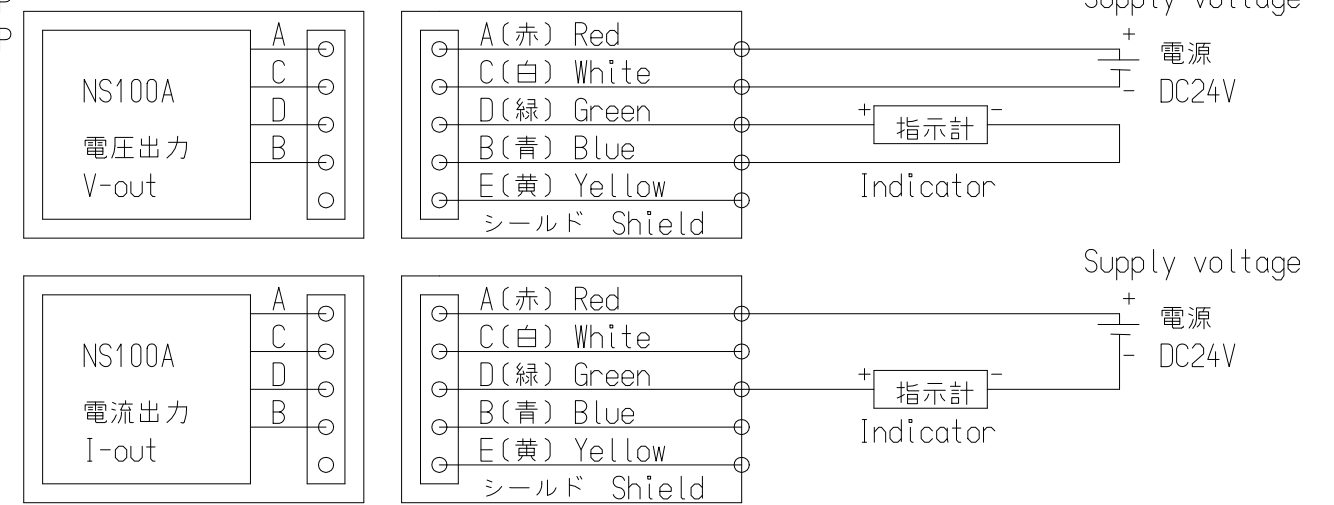 P
P
Supply voltage
A
C
D
B
NS100A
電圧出力
V-out
A(赤) Red
C(白) White
D(緑) Green
B(青) Blue
E(黄) Yellow
シールド Shield
+
電源
- DC24V
+ 指示計 -
Indicator
Supply voltage
A
C
D
B
NS100A
電流出力
I-out
A(赤) Red
C(白) White
D(緑) Green
B(青) Blue
E(黄) Yellow
シールド Shield
+
電源
- DC24V
+ 指示計 -
Indicator